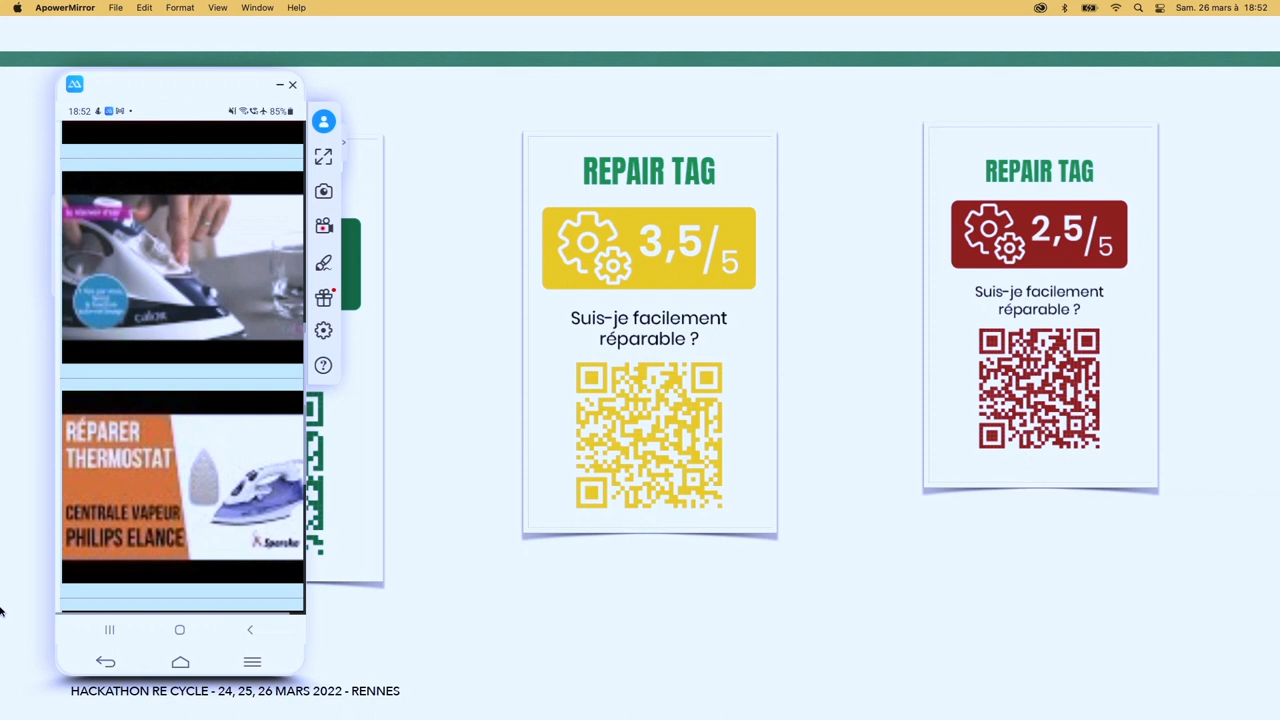 ApowerMirror File Edit Format View Window Help
Sam. 26 mars à 18:52
18:52
85%
calor
RÉPARER
THERMOSTAT
CENTRALE VAPEUR
PHILIPS ELANCE
Spareka
REPAIR TAG
3,5/5
Suis-je facilement
réparable ?
REPAIR TAG
2,5/5
Suis-je facilement
réparable ?
HACKATHON RE CYCLE - 24, 25, 26 MARS 2022 - RENNES